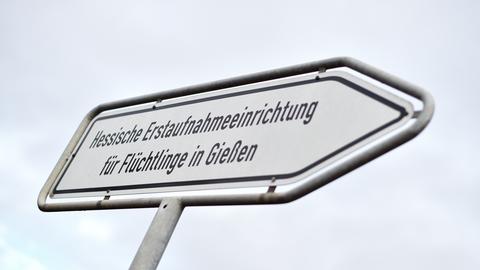 Hessische Erstaufnahmeeinrichtung
für Flüchtlinge in Gießen